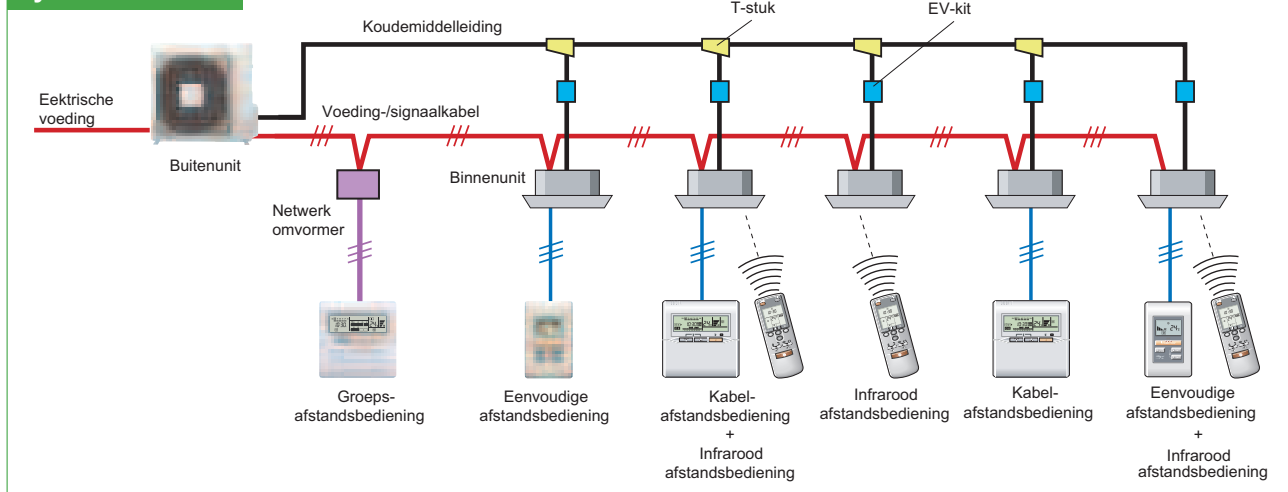 T-stuk
EV-kit
Koudemiddelleiding
Eektrische
voeding
Voeding-/signaalkabel
Buitenunit
Binnenunit
Netwerk
omvormer
Groeps-
afstandsbediening
Eenvoudige
afstandsbediening
Kabel-
afstandsbediening
+
Infrarood
afstandsbediening
Infrarood
afstandsbediening
Kabel-
afstandsbediening
Eenvoudige
afstandsbediening
+
Infrarood
afstandsbediening